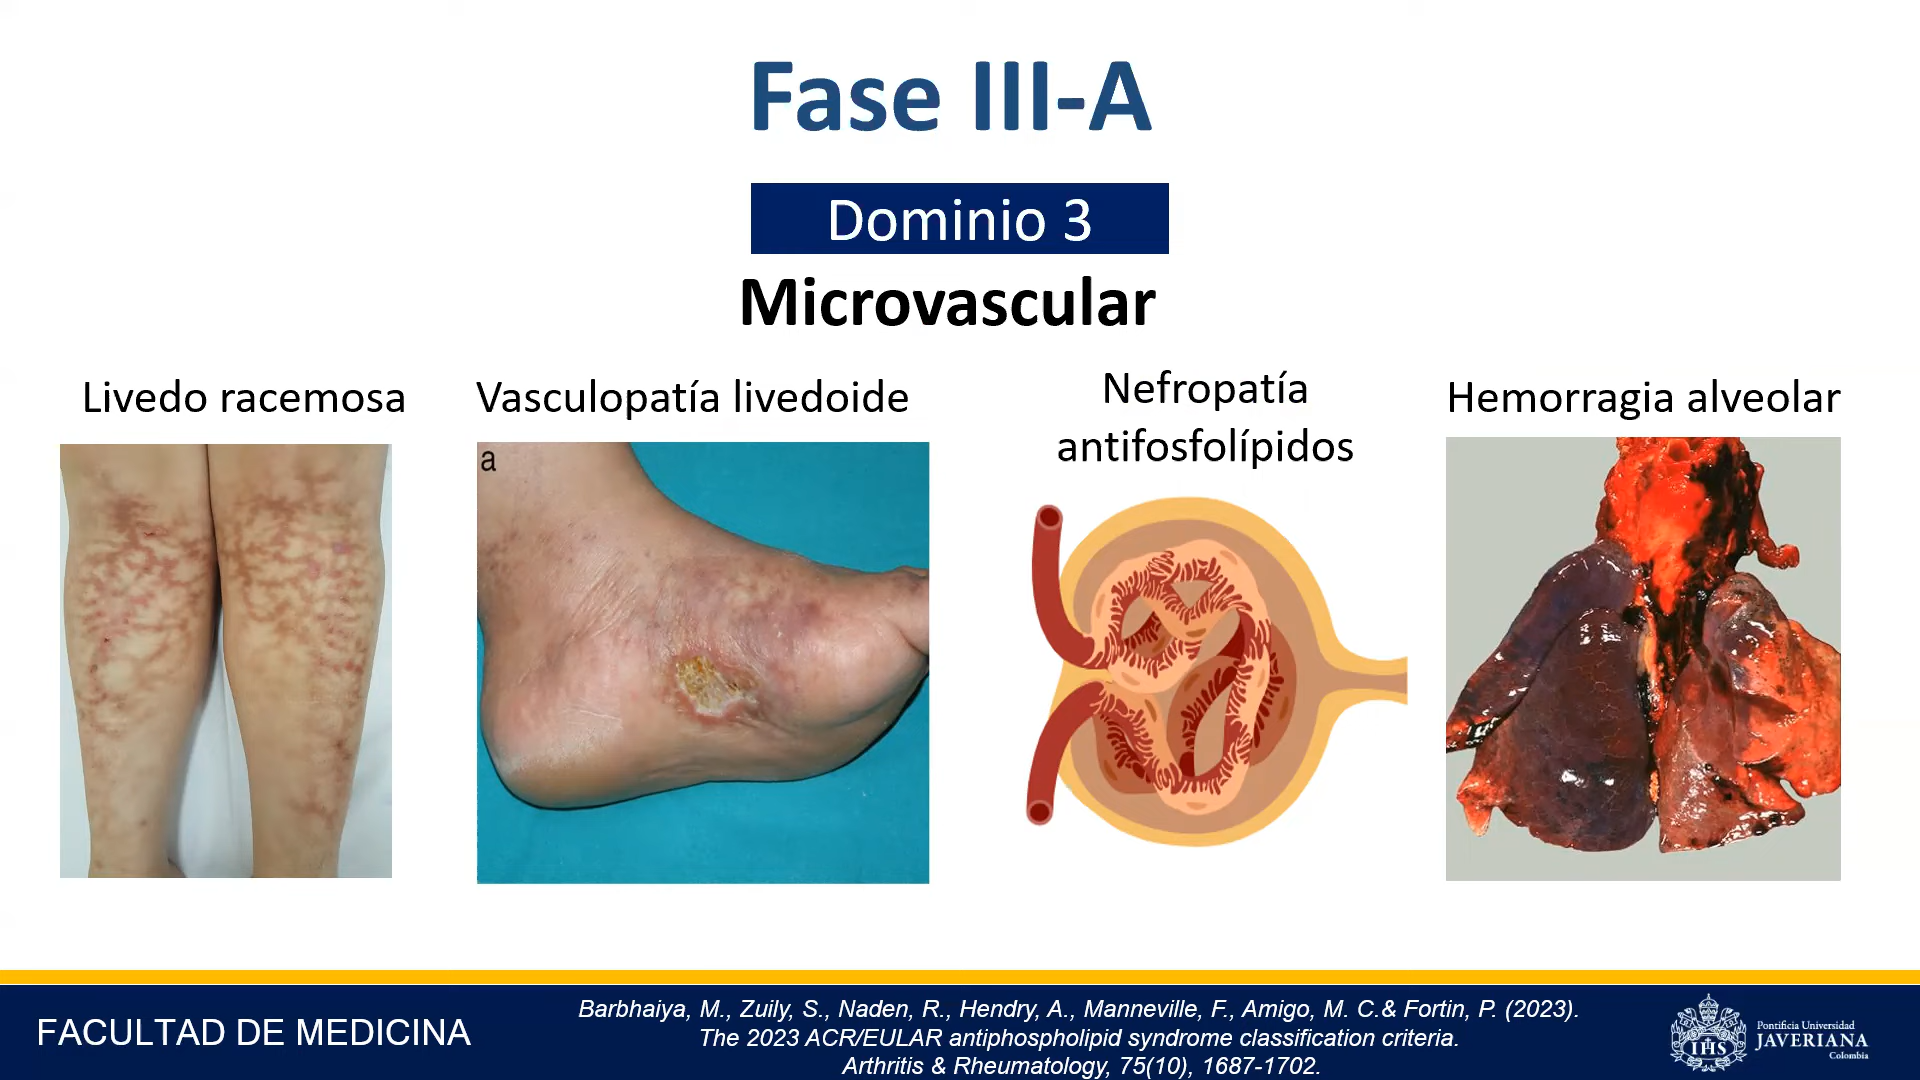 Fase III-A
Dominio 3
Microvascular
Livedo racemosa
Vasculopatía livedoide
Nefropatía
antifosfolípidos
Hemorragia alveolar
a
FACULTAD DE MEDICINA
Barbhaiya, M., Zuily, S., Naden, R., Hendry, A., Manneville, F., Amigo, M. C.& Fortin, P. (2023).
The 2023 ACR/EULAR antiphospholipid syndrome classification criteria.
Arthritis & Rheumatology, 75(10), 1687-1702.
IHS
Pontificia Universidad
JAVERIANA
Colombia